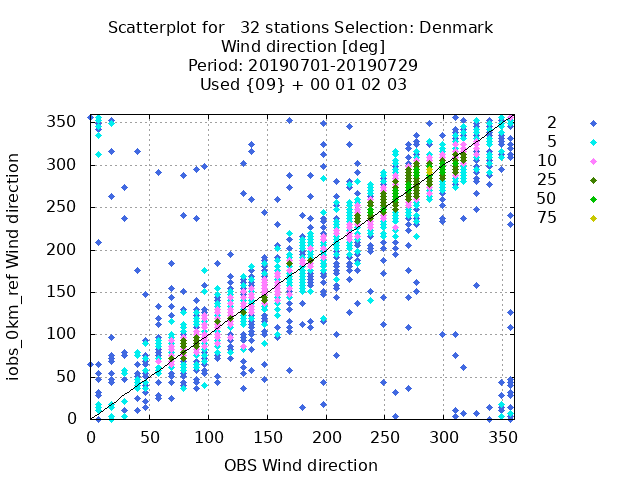 Scatterplot for 32 stations Selection: Denmark
Wind direction [deg]
Period: 20190701-20190729
Used {09} + 00 01 02 03
iobs_0km_ref Wind direction
350
300
250
200
150
100
50
0
0 50 100 150 200 250 300 350
OBS Wind direction
2
5
10
25
50
75